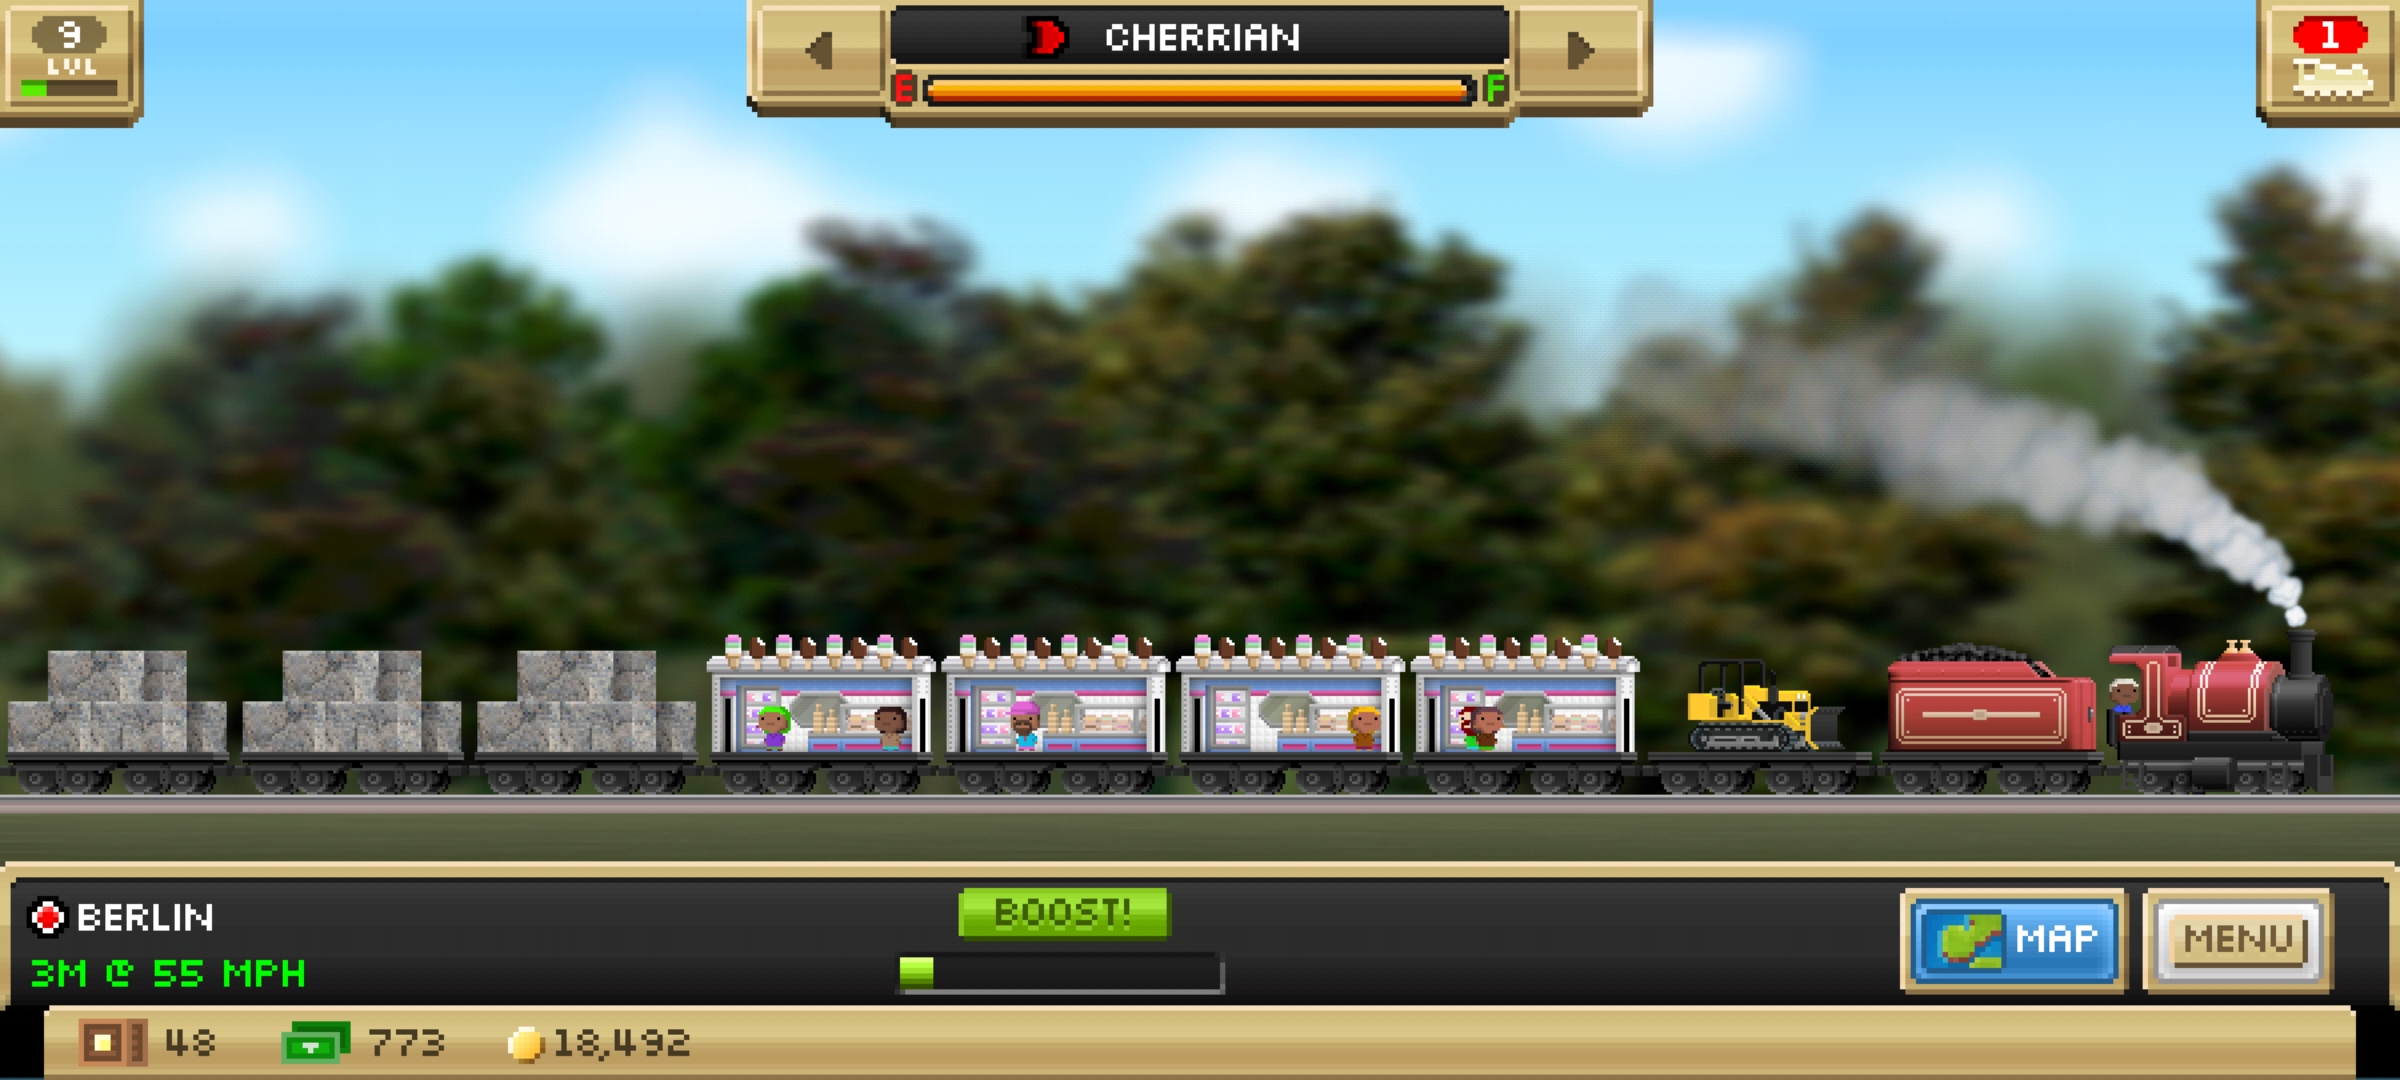 9
LVL
CHERRIAN
E F
1
BERLIN
3M @ 55 MPH
BOOST!
MAP
MENU
48 773 18,492